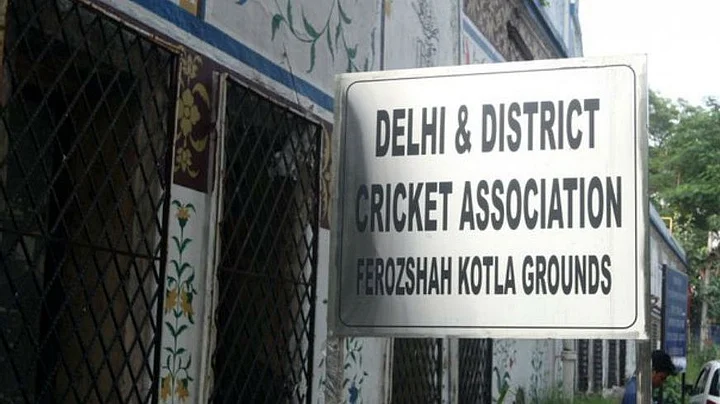 DELHI & DISTRICT
CRICKET ASSOCIATION
FEROZSHAH KOTLA GROUNDS